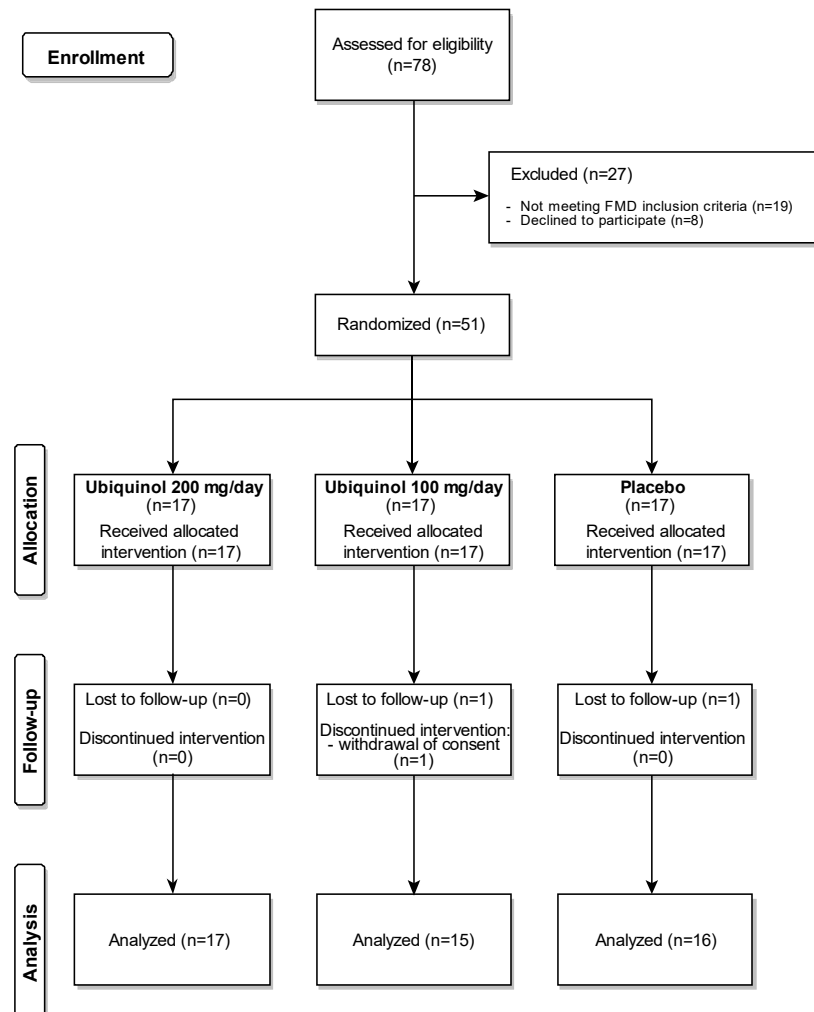 Enrollment
Assessed for eligibility
(n=78)
Excluded (n=27)
- Not meeting FMD inclusion criteria (n=19)
- Declined to participate (n=8)
Randomized (n=51)
Allocation
Ubiquinol 200 mg/day
(n=17)
Received allocated
intervention (n=17)
Ubiquinol 100 mg/day
(n=17)
Received allocated
intervention (n=17)
Placebo
(n=17)
Received allocated
intervention (n=17)
Follow-up
Lost to follow-up (n=0)
Discontinued intervention
(n=0)
Lost to follow-up (n=1)
Discontinued intervention:
- withdrawal of consent
(n=1)
Lost to follow-up (n=1)
Discontinued intervention
(n=0)
Analysis
Analyzed (n=17)
Analyzed (n=15)
Analyzed (n=16)